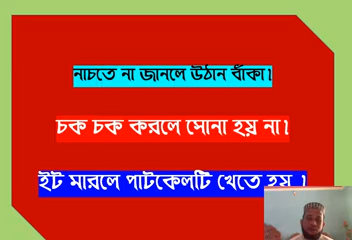 নাচতে না জানলে উঠান বাঁকা।
চক চক করলে সোনা হয় না।
ইট মারলে পাটকেলটি খেতে হয় ।